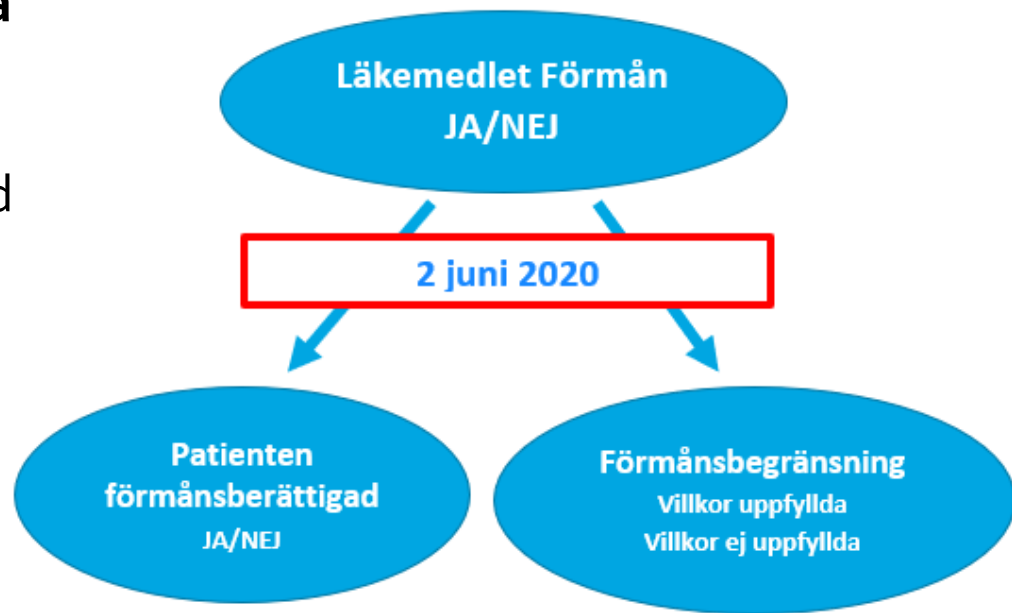 a
d
Läkemedlet Förmån
JA/NEJ
2 juni 2020
Patienten
förmånsberättigad
JA/NEJ
Förmånsbegränsning
Villkor uppfyllda
Villkor ej uppfyllda